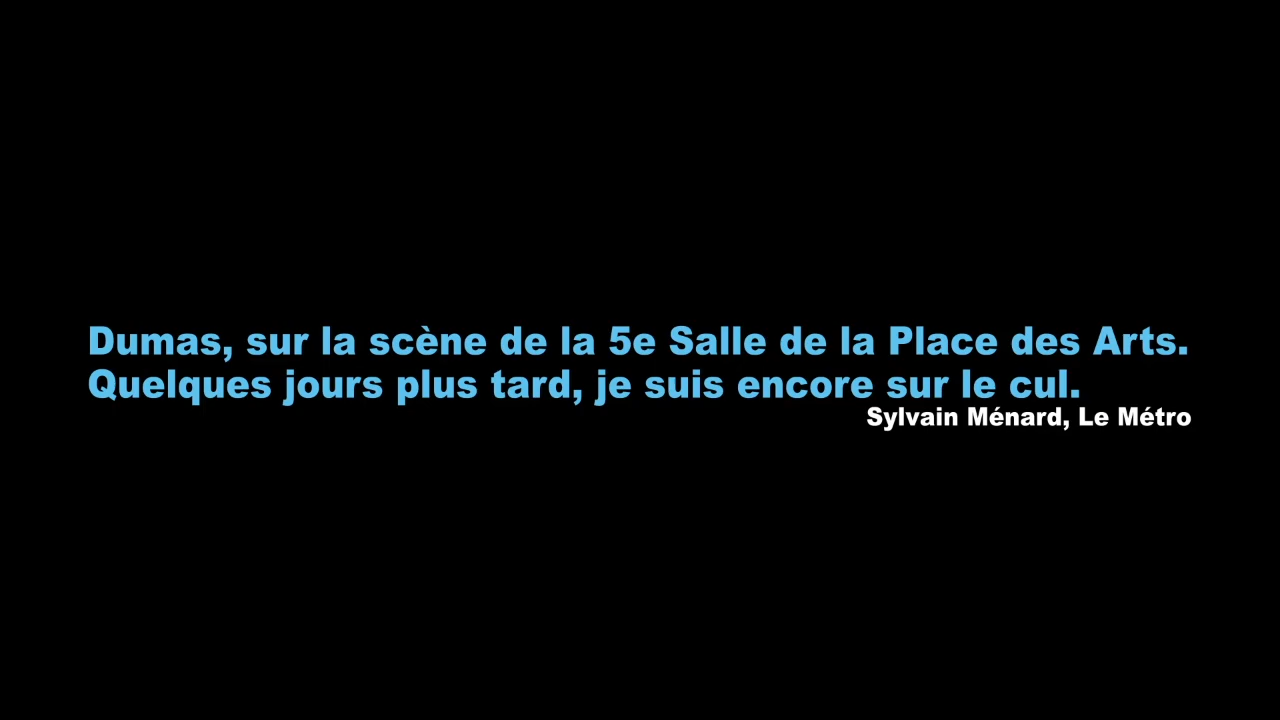 Dumas, sur la scène de la 5e Salle de la Place des Arts.
Quelques jours plus tard, je suis encore sur le cul.
Sylvain Ménard, Le Métro